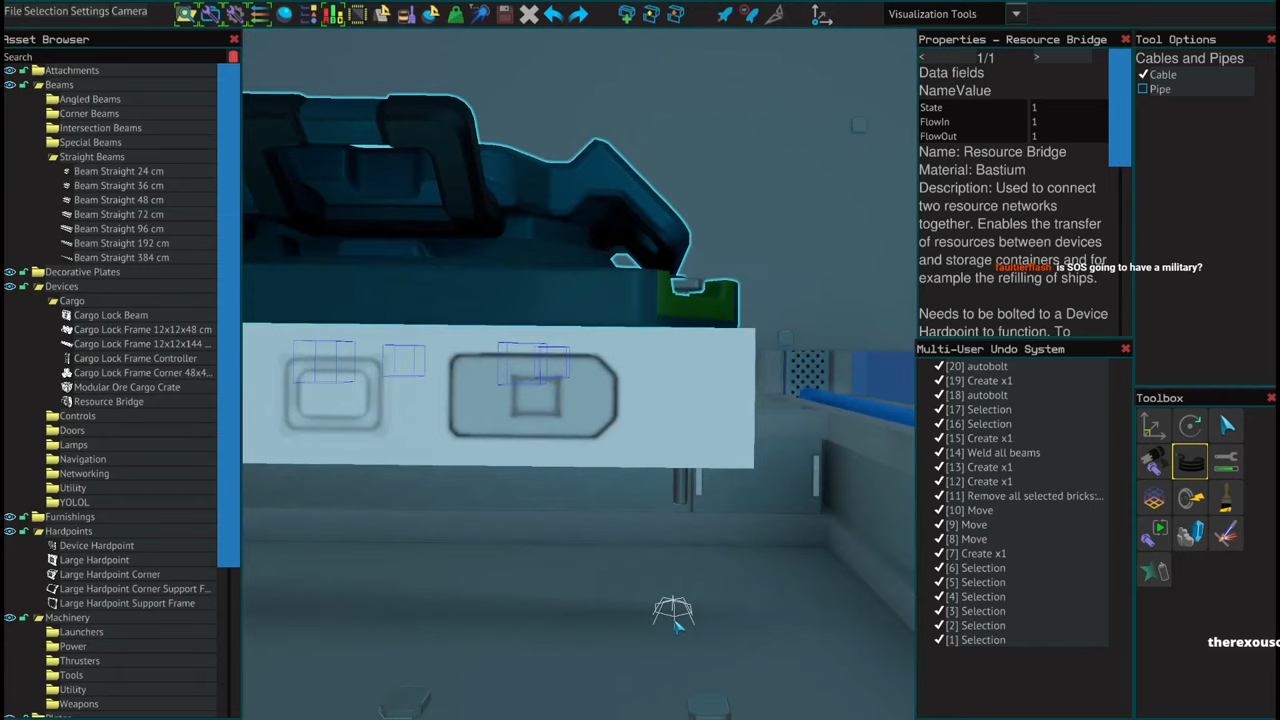 File Selection Settings Camera
Visualization Tools
Asset Browser
Search
Attachments
Beams
Angled Beams
Corner Beams
Intersection Beams
Special Beams
Straight Beams
Beam Straight 24 cm
Beam Straight 36 cm
Beam Straight 48 cm
Beam Straight 72 cm
Beam Straight 96 cm
Beam Straight 192 cm
Beam Straight 384 cm
Decorative Plates
Devices
Cargo
Cargo Lock Beam
Cargo Lock Frame 12x12x48 cm
Cargo Lock Frame 12x12x144 ...
Cargo Lock Frame Controller
Cargo Lock Frame Corner 48x4...
Modular Ore Cargo Crate
Resource Bridge
Controls
Doors
Lamps
Navigation
Networking
Utility
YOLOL
Furnishings
Hardpoints
Device Hardpoint
Large Hardpoint
Large Hardpoint Corner
Large Hardpoint Corner Support F...
Large Hardpoint Support Frame
Machinery
Launchers
Power
Thrusters
Tools
Utility
Weapons
Properties - Resource Bridge
< 1/1 >
Data fields
NameValue
State 1
FlowIn 1
FlowOut 1
Name: Resource Bridge
Material: Bastium
Description: Used to connect
two resource networks
together. Enables the transfer
of resources between devices
and storage containers and for
example the refilling of ships.
Needs to be bolted to a Device
Hardpoint to function. To
faultierflash is SOS going to have a military?
Multi-User Undo System
[20] autobolt
[19] Create x1
[18] autobolt
[17] Selection
[16] Selection
[15] Create x1
[14] Weld all beams
[13] Create x1
[12] Create x1
[11] Remove all selected bricks:...
[10] Move
[9] Move
[8] Move
[7] Create x1
[6] Selection
[5] Selection
[4] Selection
[3] Selection
[2] Selection
[1] Selection
Tool Options
Cables and Pipes
Cable
Pipe
Toolbox